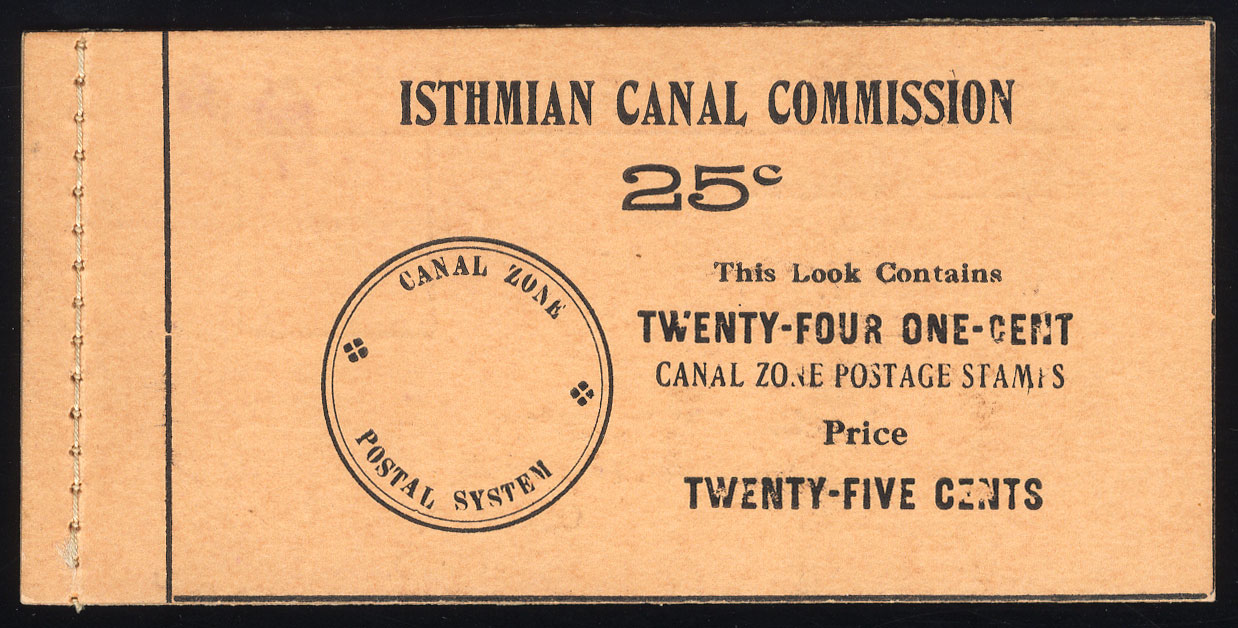 ISTHMIAN CANAL COMMISSION
25c
CANAL ZONE
POSTAL SYSTEM
This Look Contains
TWENTY-FOUR ONE-CENT
CANAL ZONE POSTAGE STAMPS
Price
TWENTY-FIVE CENTS